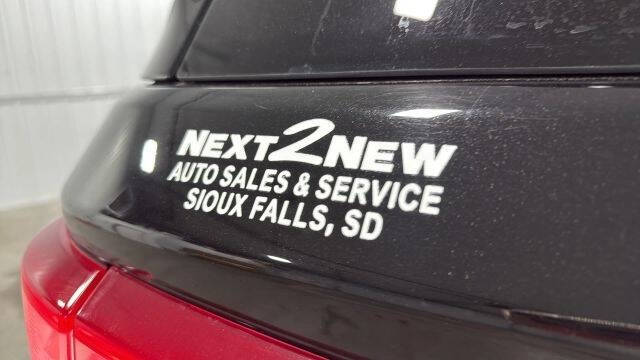 NEXT2NEW
AUTO SALES & SERVICE
SIOUX FALLS, SD